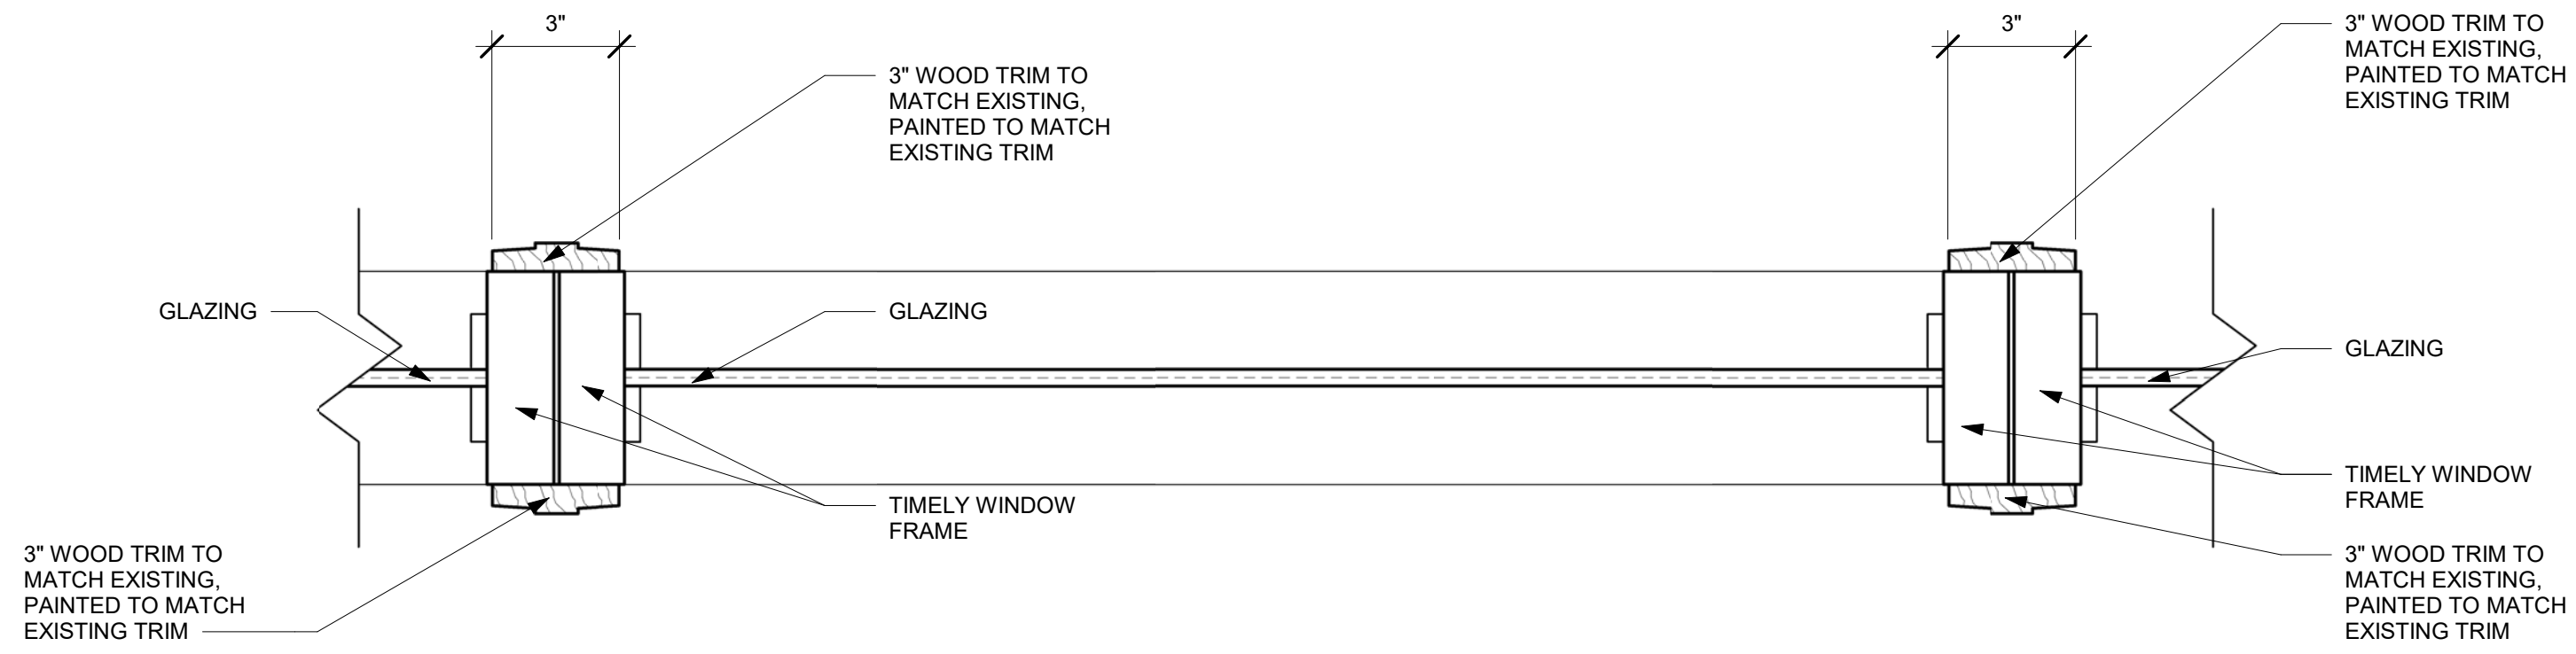 3"
3" WOOD TRIM TO
MATCH EXISTING,
PAINTED TO MATCH
EXISTING TRIM
3"
3" WOOD TRIM TO
MATCH EXISTING,
PAINTED TO MATCH
EXISTING TRIM
GLAZING
GLAZING
GLAZING
TIMELY WINDOW
FRAME
TIMELY WINDOW
FRAME
3" WOOD TRIM TO
MATCH EXISTING,
PAINTED TO MATCH
EXISTING TRIM
3" WOOD TRIM TO
MATCH EXISTING,
PAINTED TO MATCH
EXISTING TRIM